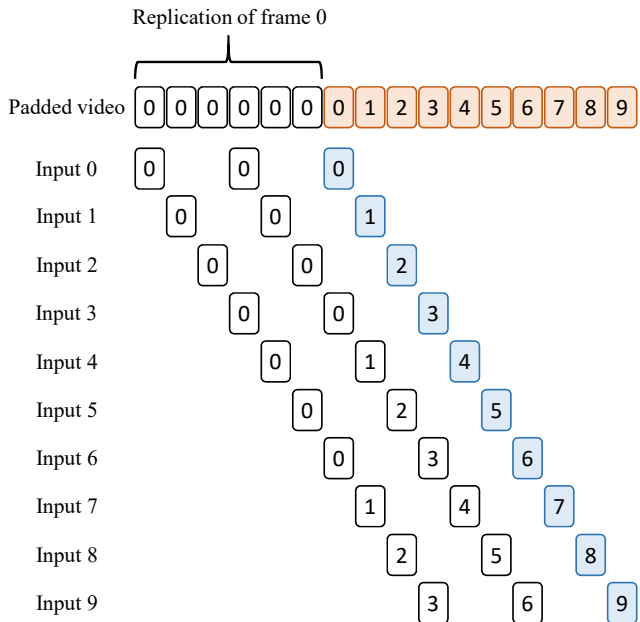 Replication of frame 0
Padded video 0 0 0 0 0 0 0 1 2 3 4 5 6 7 8 9
Input 0 0 0 0
Input 1 0 0 1
Input 2 0 0 2
Input 3 0 0 3
Input 4 0 1 4
Input 5 0 2 5
Input 6 0 3 6
Input 7 1 4 7
Input 8 2 5 8
Input 9 3 6 9